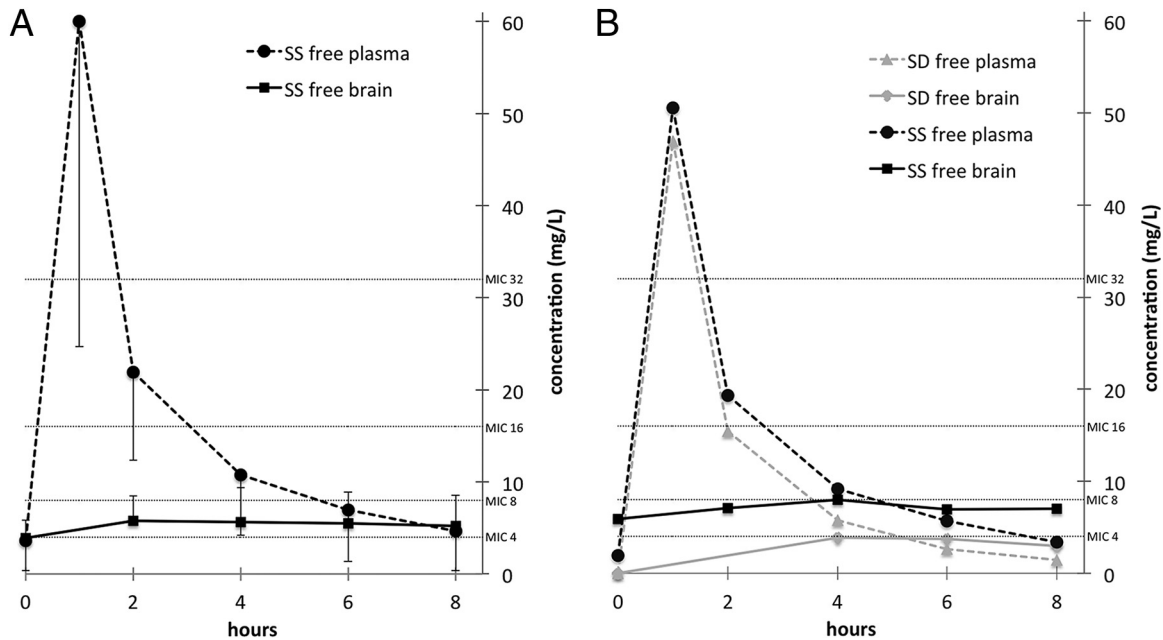 A
SS free plasma
SS free brain
60
50
40
30
20
10
0
MIC 32
MIC 16
MIC 8
MIC 4
concentration (mg/L)
0 2 4 6 8
hours
B
SD free plasma
SD free brain
SS free plasma
SS free brain
60
50
40
30
20
10
0
MIC 32
MIC 16
MIC 8
MIC 4
concentration (mg/L)
0 2 4 6 8
hours